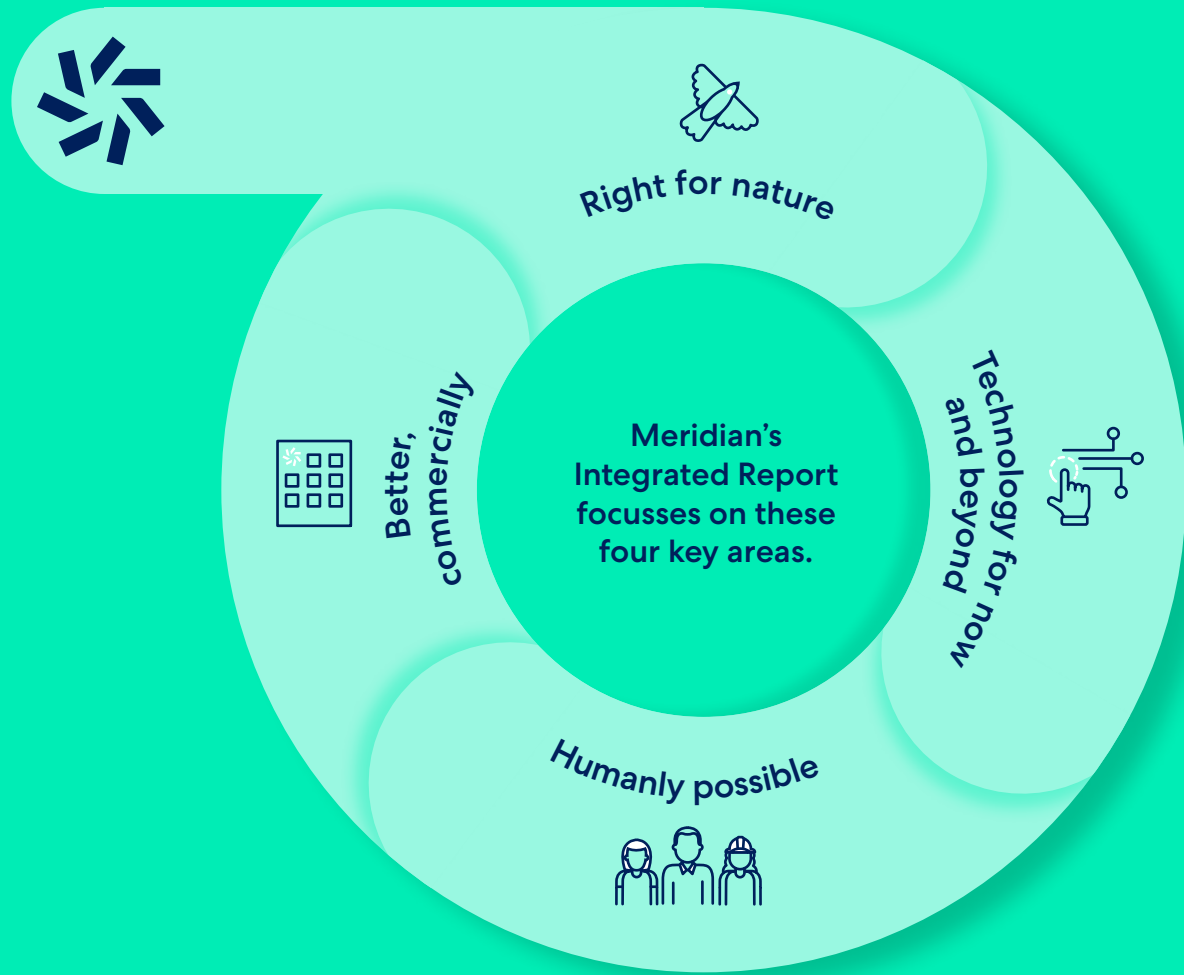 Right for nature
Technology for now
and beyond
Humanly possible
Better,
commercially
Meridian's
Integrated Report
focusses on these
four key areas.